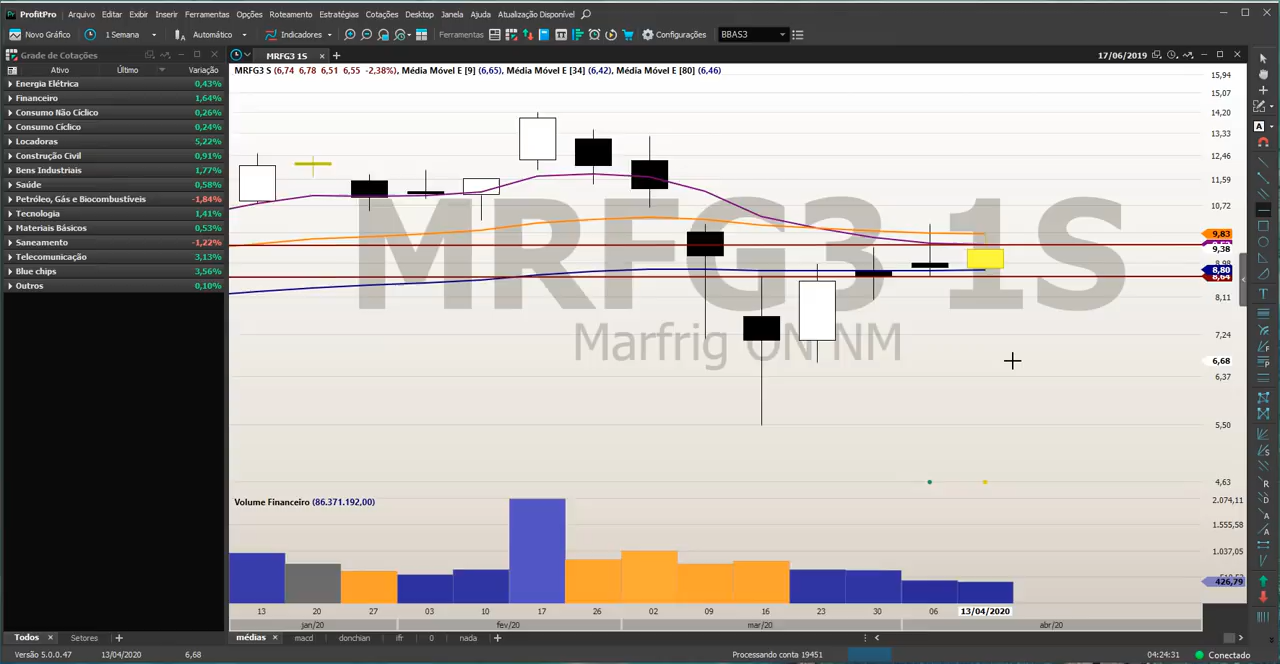 ProfitPro Arquivo Editar Exibir Inserir Ferramentas Opções Roteamento Estratégias Cotações Desktop Janela Ajuda Atualização Disponível
Novo Gráfico 1 Semana Automático Indicadores Ferramentas Configurações BBAS3
Grade de Cotações
Ativo Último Variação
Energia Elétrica 0,43%
Financeiro 1,64%
Consumo Não Cíclico 0,26%
Consumo Cíclico 0,24%
Locadoras 5,22%
Construção Civil 0,91%
Bens Industriais 1,77%
Saúde 0,58%
Petróleo, Gás e Biocombustíveis -1,84%
Tecnologia 1,41%
Materiais Básicos 0,53%
Saneamento -1,22%
Telecomunicação 3,13%
Blue chips 3,56%
Outros 0,10%
MRFG3 1S 17/06/2019
MRFG3 S (6,74 6,78 6,51 6,55 -2,38%), Média Móvel E [9] (6,65), Média Móvel E [34] (6,42), Média Móvel E [80] (6,46)
MRFG3 1S
Marfrig ON NM
15,94
15,07
14,20
13,33
12,46
11,59
10,72
9,83
9,38
8,98
8,80
8,64
8,11
7,24
6,68
6,37
5,50
4,63
Volume Financeiro (86.371.192,00)
2.074,11
1.555,58
1.037,05
426,79
13 20 27 03 10 17 26 02 09 16 23 30 06 13/04/2020
jan/20 fev/20 mar/20 abr/20
Todos Setores
médias macd donchian ifr 0 nada
Versão 5.0.0.47 13/04/2020 6,68 Processando conta 19451 04:24:31 Conectado